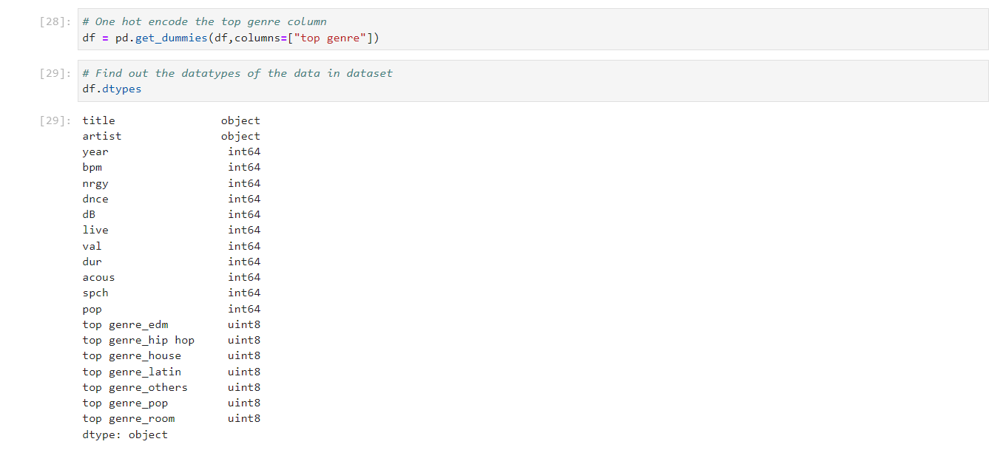 [28]: # One hot encode the top genre column
df = pd.get_dummies(df,columns=["top genre"])
[29]: # Find out the datatypes of the data in dataset
df.dtypes
[29]: title object
artist object
year int64
bpm int64
nrgy int64
dnce int64
dB int64
live int64
val int64
dur int64
acous int64
spch int64
pop int64
top genre_edm uint8
top genre_hip hop uint8
top genre_house uint8
top genre_latin uint8
top genre_others uint8
top genre_pop uint8
top genre_room uint8
dtype: object